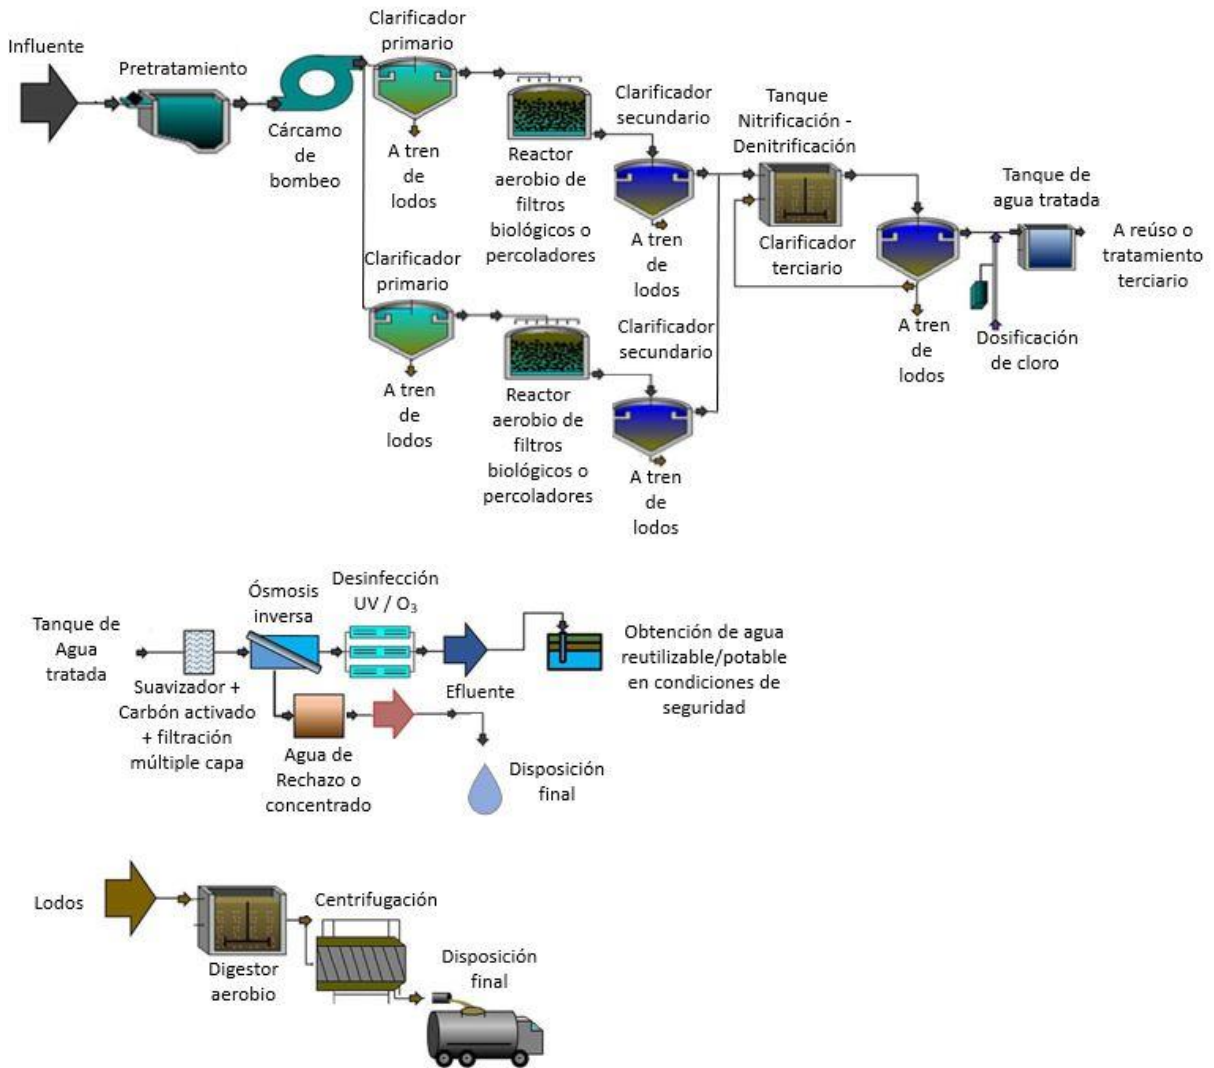 Influente
Pretratamiento
Cárcamo
de
bombeo
Clarificador
primario
A tren
de
lodos
Reactor
aerobio de
filtros
biológicos o
percoladores
Clarificador
secundario
A tren
de
lodos
Tanque
Nitrificación -
Denitrificación
Clarificador
terciario
A tren
de
lodos
Tanque de
agua tratada
Dosificación
de cloro
A reúso o
tratamiento
terciario
Clarificador
primario
A tren
de
lodos
Reactor
aerobio de
filtros
biológicos o
percoladores
Clarificador
secundario
A tren
de
lodos
Tanque de
Agua
tratada
Suavizador +
Carbón activado
+ filtración
múltiple capa
Ósmosis
inversa
Desinfección
UV / O₃
Efluente
Obtención de agua
reutilizable/potable
en condiciones de
seguridad
Agua de
Rechazo o
concentrado
Disposición
final
Lodos
Digestor
aerobio
Centrifugación
Disposición
final